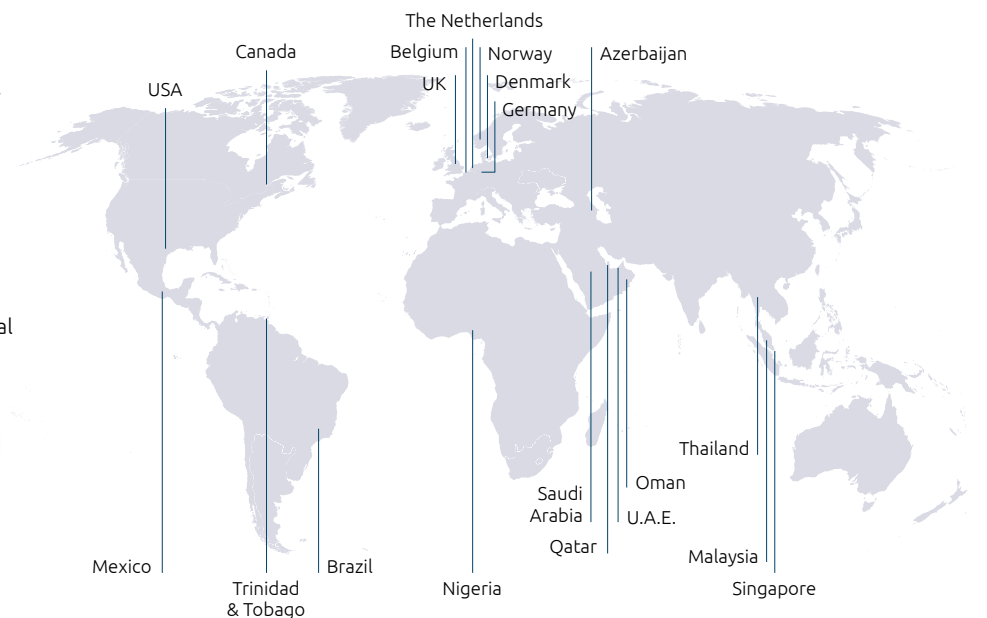 The Netherlands
Canada
Belgium
Norway
Azerbaijan
USA
UK
Denmark
Germany
al
Thailand
Oman
Saudi
Arabia
U.A.E.
Qatar
Malaysia
Mexico
Brazil
Trinidad
& Tobago
Nigeria
Singapore